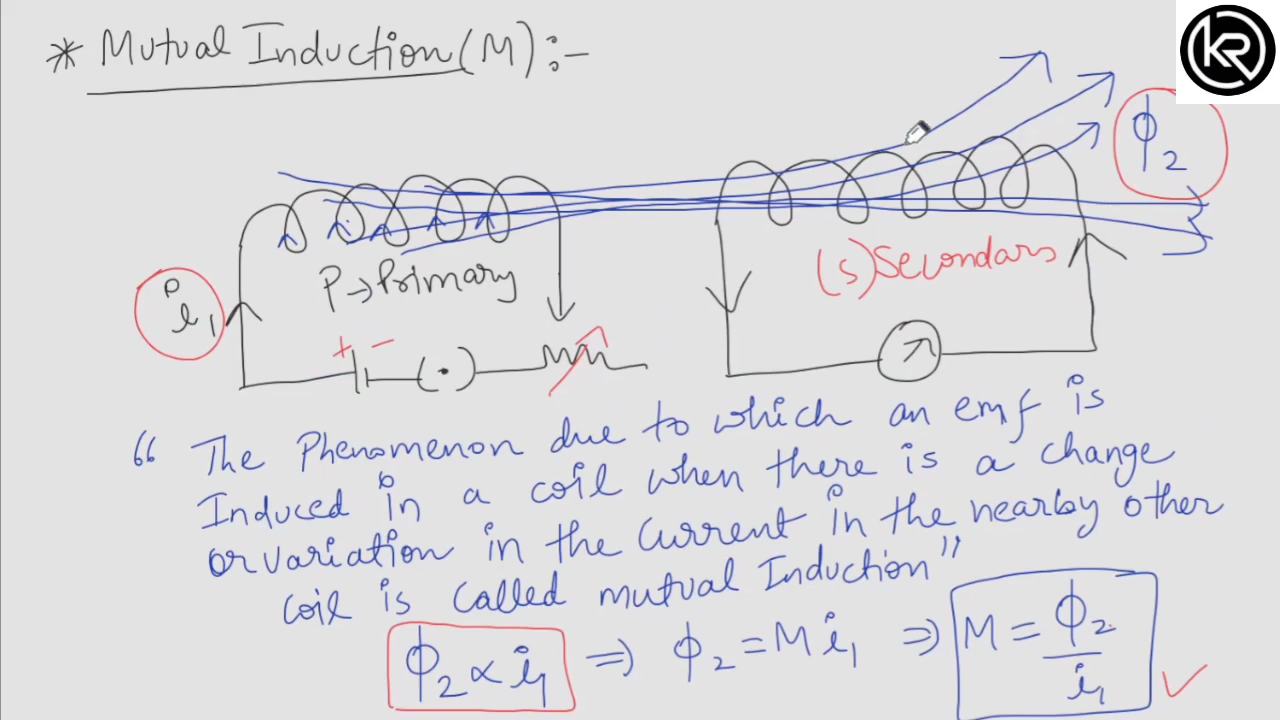 * Mutual Induction (M):-
KR
ϕ2
i1
P→Primary
(S) Secondars
+ -
(·)
“ The Phenomenon due to which an emf is
Induced in a coil when there is a change
or variation in the current in the nearby other
coil is called mutual Induction”
ϕ2 ∝ i1 ⇒ ϕ2 = M i1 ⇒ M = ϕ2/i1